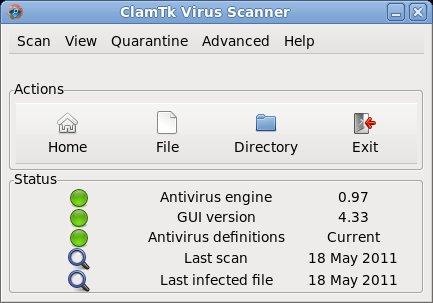 ClamTk Virus Scanner
Scan View Quarantine Advanced Help
Actions
Home File Directory Exit
Status
Antivirus engine 0.97
GUI version 4.33
Antivirus definitions Current
Last scan 18 May 2011
Last infected file 18 May 2011